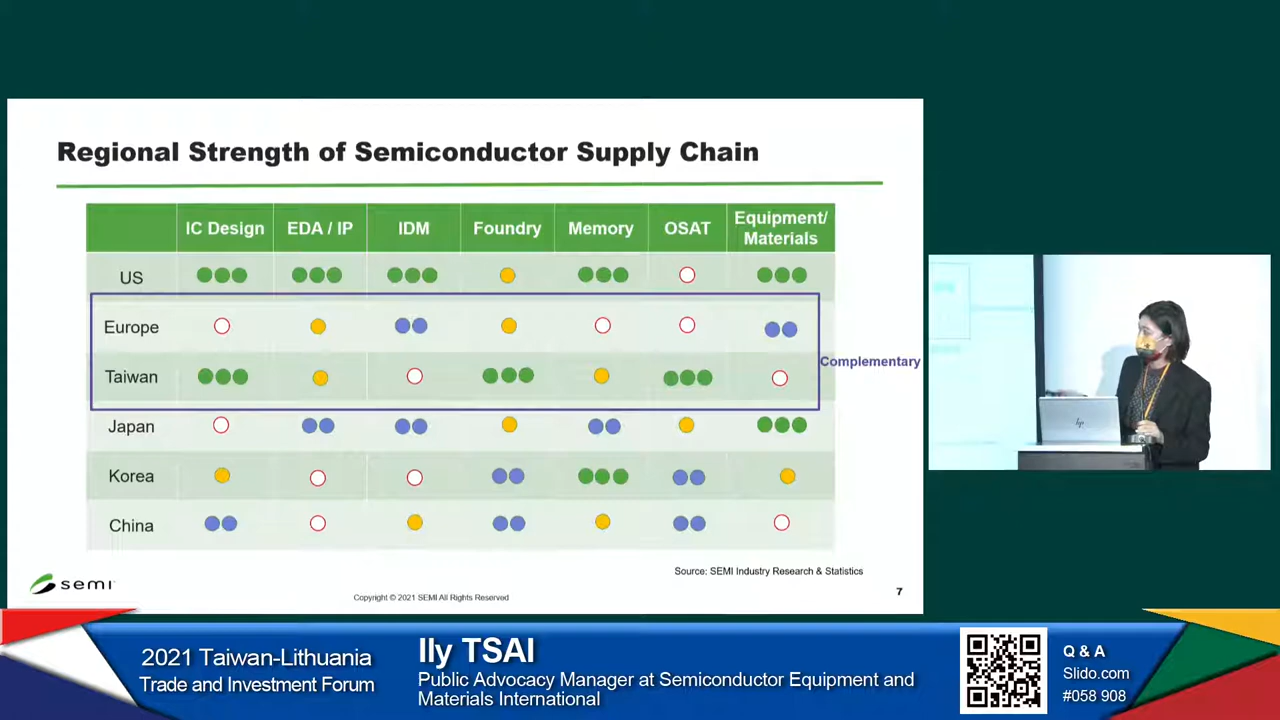 Regional Strength of Semiconductor Supply Chain
IC Design EDA / IP IDM Foundry Memory OSAT Equipment/
Materials
US
Europe
Taiwan
Complementary
Japan
Korea
China
Source: SEMI Industry Research & Statistics
semi
Copyright © 2021 SEMI All Rights Reserved
7
hp
2021 Taiwan-Lithuania
Trade and Investment Forum
Ily TSAI
Public Advocacy Manager at Semiconductor Equipment and
Materials International
Q & A
Slido.com
#058 908